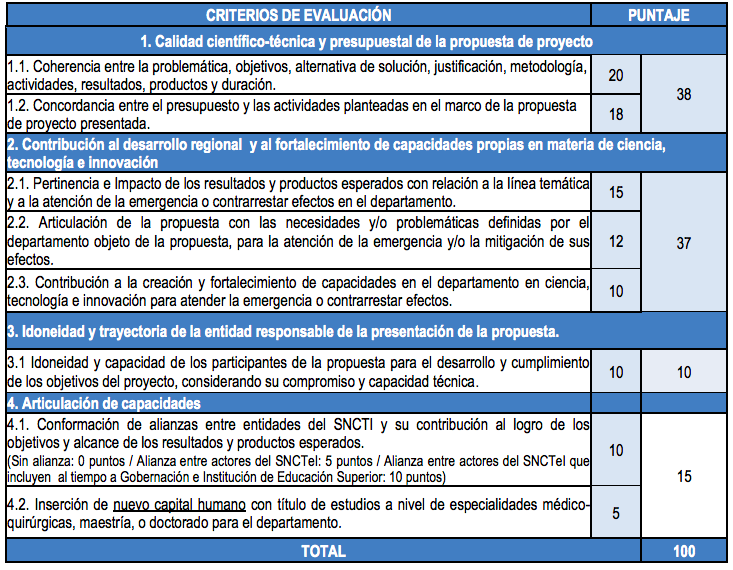 CRITERIOS DE EVALUACIÓN PUNTAJE
1. Calidad científico-técnica y presupuestal de la propuesta de proyecto
1.1. Coherencia entre la problemática, objetivos, alternativa de solución, justificación, metodología,
actividades, resultados, productos y duración.
20
1.2. Concordancia entre el presupuesto y las actividades planteadas en el marco de la propuesta
de proyecto presentada.
18
38
2. Contribución al desarrollo regional y al fortalecimiento de capacidades propias en materia de ciencia,
tecnología e innovación
2.1. Pertinencia e Impacto de los resultados y productos esperados con relación a la línea temática
y a la atención de la emergencia o contrarrestar efectos en el departamento.
15
2.2. Articulación de la propuesta con las necesidades y/o problemáticas definidas por el
departamento objeto de la propuesta, para la atención de la emergencia y/o la mitigación de sus
efectos.
12
2.3. Contribución a la creación y fortalecimiento de capacidades en el departamento en ciencia,
tecnología e innovación para atender la emergencia o contrarrestar efectos.
10
37
3. Idoneidad y trayectoria de la entidad responsable de la presentación de la propuesta.
3.1 Idoneidad y capacidad de los participantes de la propuesta para el desarrollo y cumplimiento
de los objetivos del proyecto, considerando su compromiso y capacidad técnica.
10
10
4. Articulación de capacidades
4.1. Conformación de alianzas entre entidades del SNCTI y su contribución al logro de los
objetivos y alcance de los resultados y productos esperados.
(Sin alianza: 0 puntos / Alianza entre actores del SNCTeI: 5 puntos / Alianza entre actores del SNCTeI que
incluyen al tiempo a Gobernación e Institución de Educación Superior: 10 puntos)
10
4.2. Inserción de nuevo capital humano con título de estudios a nivel de especialidades médico-
quirúrgicas, maestría, o doctorado para el departamento.
5
15
TOTAL 100